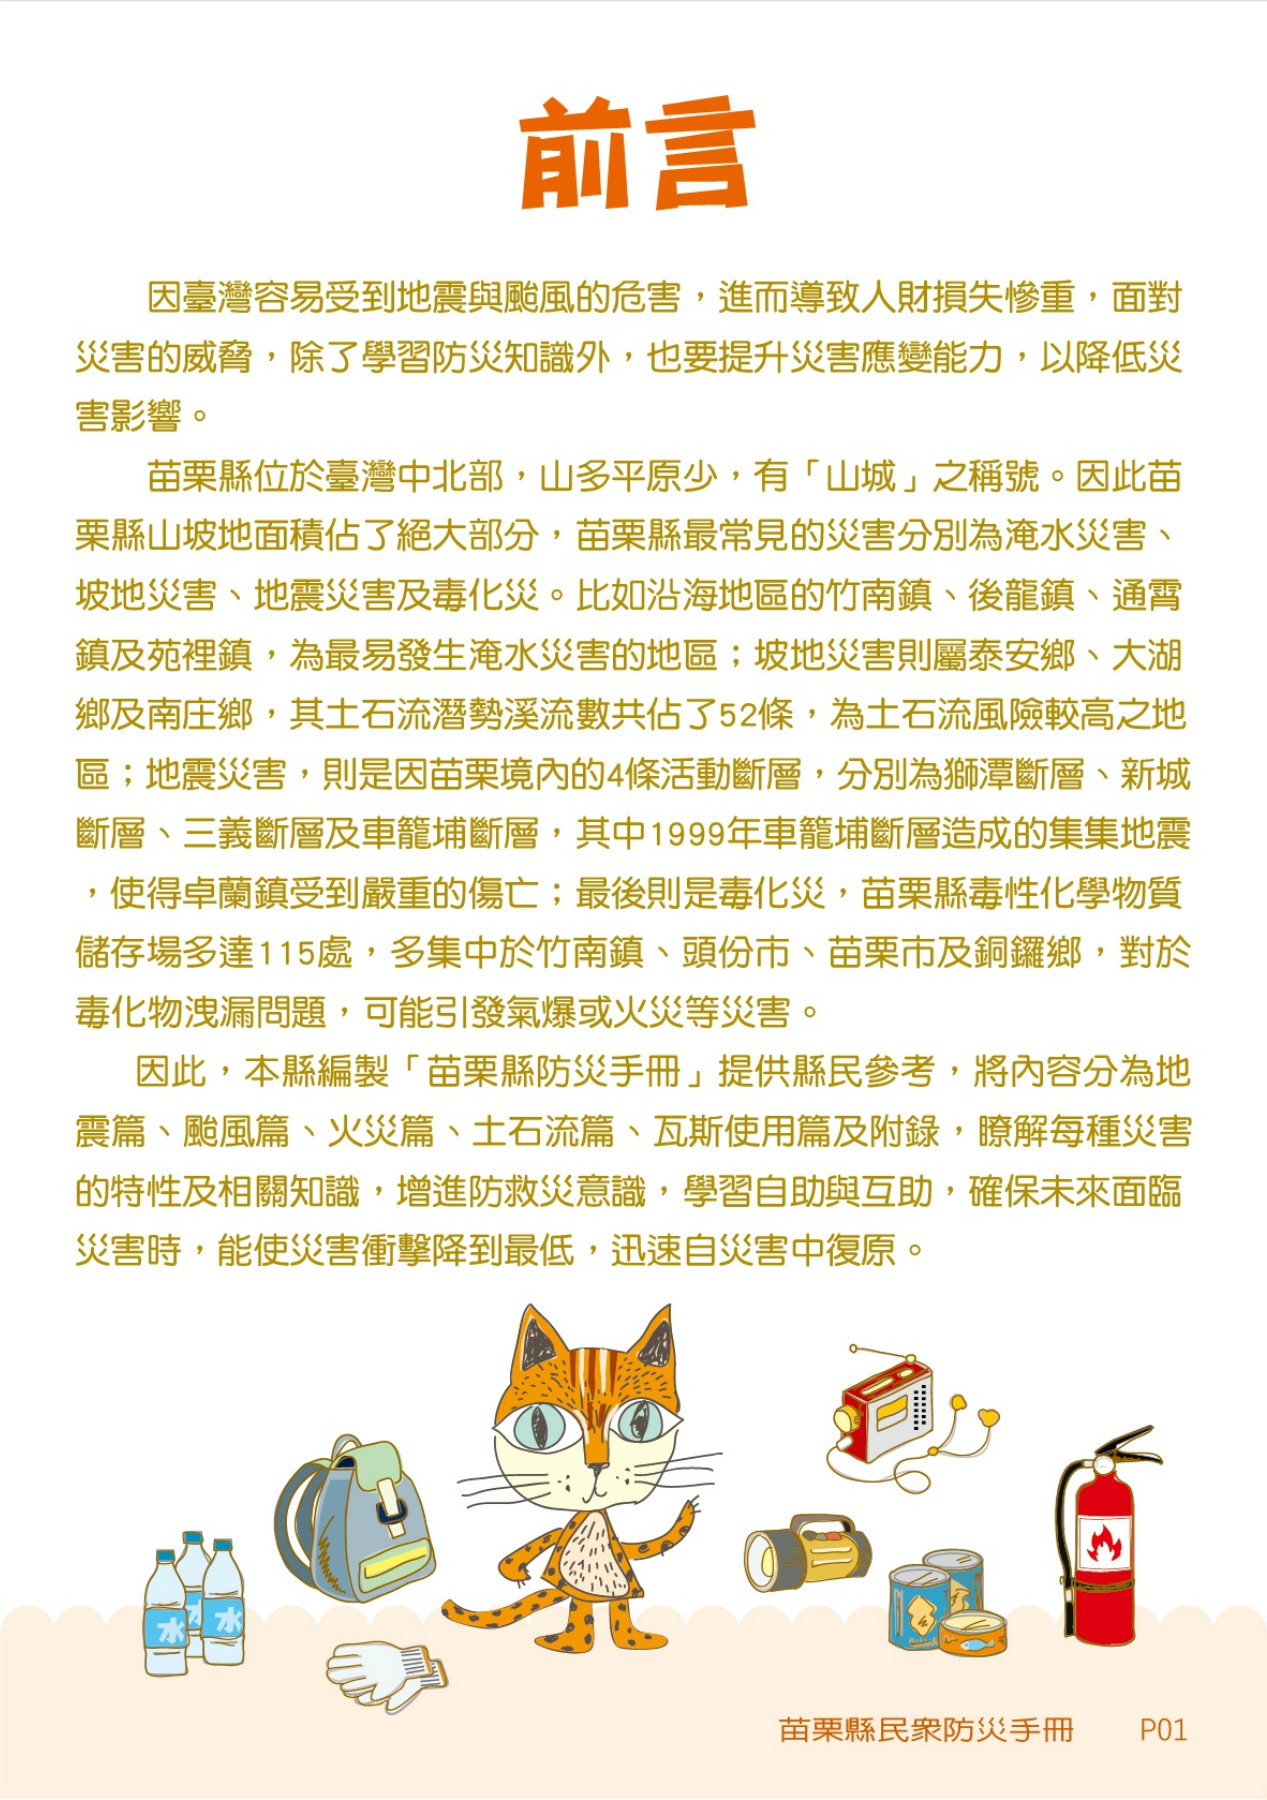 前言
因臺灣容易受到地震與颱風的危害，進而導致人財損失慘重，面對
災害的威脅，除了學習防災知識外，也要提升災害應變能力，以降低災
害影響。
苗栗縣位於臺灣中北部，山多平原少，有「山城」之稱號。因此苗
栗縣山坡地面積佔了絕大部分，苗栗縣最常見的災害分別為淹水災害、
坡地災害、地震災害及毒化災。比如沿海地區的竹南鎮、後龍鎮、通霄
鎮及苑裡鎮，為最易發生淹水災害的地區；坡地災害則屬泰安鄉、大湖
鄉及南庄鄉，其土石流潛勢溪流數共佔了52條，為土石流風險較高之地
區；地震災害，則是因苗栗境內的4條活動斷層，分別為獅潭斷層、新城
斷層、三義斷層及車籠埔斷層，其中1999年車籠埔斷層造成的集集地震
，使得卓蘭鎮受到嚴重的傷亡；最後則是毒化災，苗栗縣毒性化學物質
儲存場多達115處，多集中於竹南鎮、頭份市、苗栗市及銅鑼鄉，對於
毒化物洩漏問題，可能引發氣爆或火災等災害。
因此，本縣編製「苗栗縣防災手冊」提供縣民參考，將內容分為地
震篇、颱風篇、火災篇、土石流篇、瓦斯使用篇及附錄，瞭解每種災害
的特性及相關知識，增進防救災意識，學習自助與互助，確保未來面臨
災害時，能使災害衝擊降到最低，迅速自災害中復原。
水
水
水
苗栗縣民眾防災手冊 P01